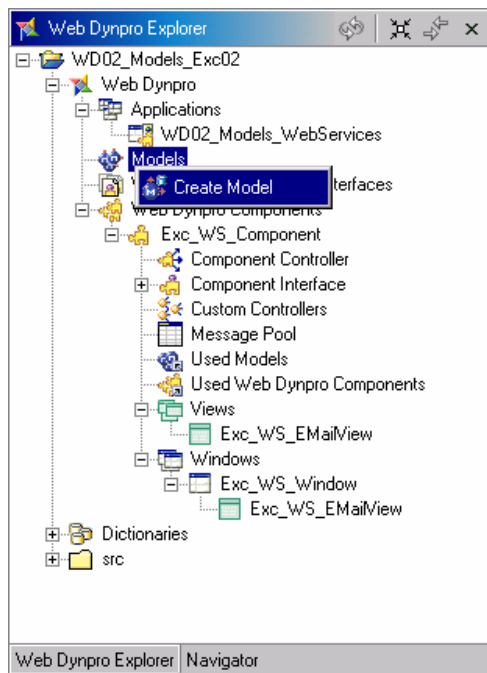 Web Dynpro Explorer
WD02_Models_Exc02
Web Dynpro
Applications
WD02_Models_WebServices
Models
Create Model
terfaces
Web Dynpro Components
Exc_WS_Component
Component Controller
Component Interface
Custom Controllers
Message Pool
Used Models
Used Web Dynpro Components
Views
Exc_WS_EMailView
Windows
Exc_WS_Window
Exc_WS_EMailView
Dictionaries
src
Web Dynpro Explorer Navigator